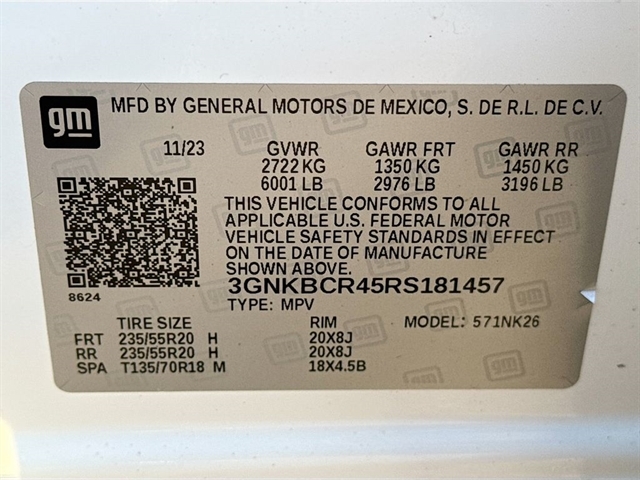 gm MFD BY GENERAL MOTORS DE MEXICO, S. DE R.L. DE C.V.
11/23 GVWR GAWR FRT GAWR RR
2722 KG 1350 KG 1450 KG
6001 LB 2976 LB 3196 LB
THIS VEHICLE CONFORMS TO ALL
APPLICABLE U.S. FEDERAL MOTOR
VEHICLE SAFETY STANDARDS IN EFFECT
ON THE DATE OF MANUFACTURE
SHOWN ABOVE.
8624
3GNKBCR45RS181457
TYPE: MPV
TIRE SIZE RIM MODEL: 571NK26
FRT 235/55R20 H 20X8J
RR 235/55R20 H 20X8J
SPA T135/70R18 M 18X4.5B